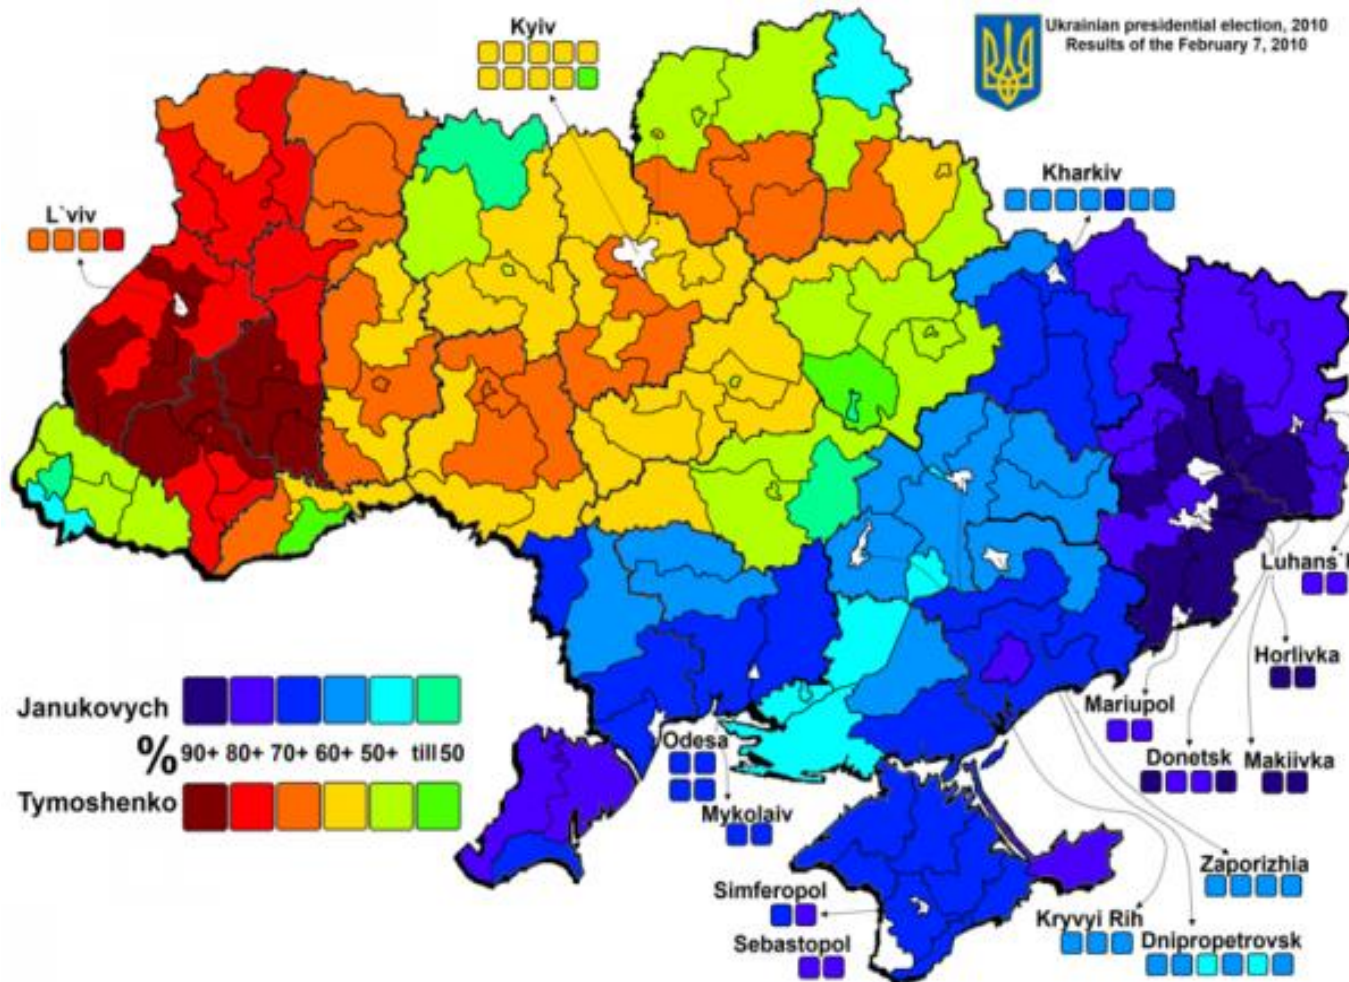 Kyiv
Ukrainian presidential election, 2010
Results of the February 7, 2010
Kharkiv
L`viv
Luhans`
Horlivka
Mariupol
Donetsk Makiivka
Janukovych
% 90+ 80+ 70+ 60+ 50+ till 50
Tymoshenko
Odesa
Mykolaiv
Zaporizhia
Simferopol
Kryvyi Rih
Sebastopol
Dnipropetrovsk